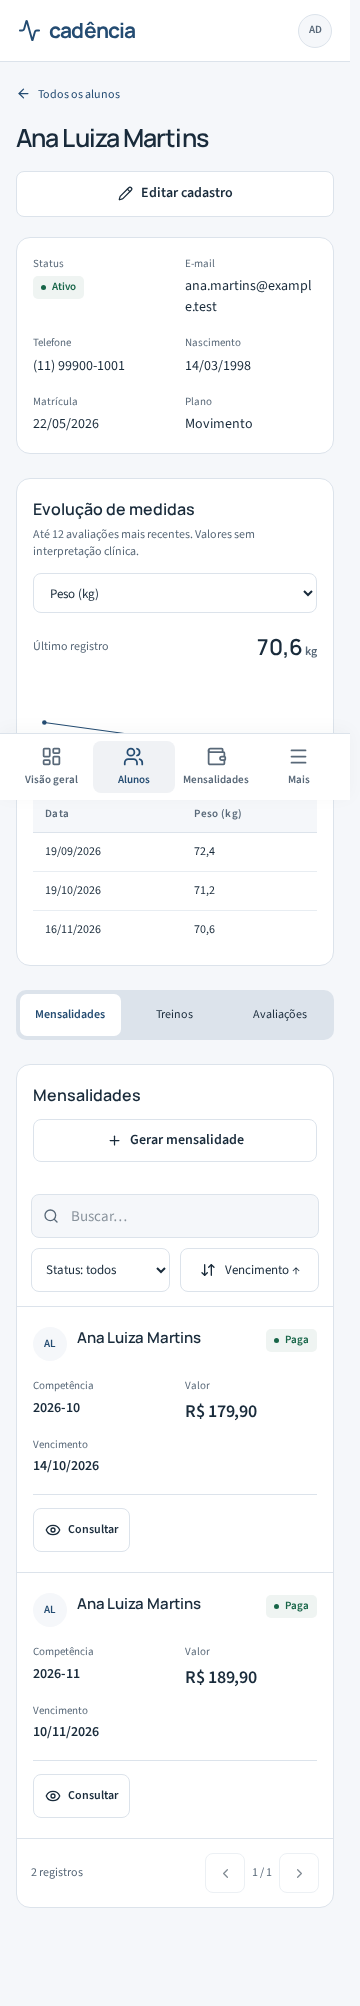 cadência
AD
Todos os alunos
Ana Luiza Martins
Editar cadastro
Status
E-mail
Ativo
ana.martins@exampl
e.test
Telefone
Nascimento
(11) 99900-1001
14/03/1998
Matrícula
Plano
22/05/2026
Movimento
Evolução de medidas
Até 12 avaliações mais recentes. Valores sem
interpretação clínica.
Peso (kg)
Último registro
70,6 kg
Visão geral
Alunos
Mensalidades
Mais
Data
Peso (kg)
19/09/2026
72,4
19/10/2026
71,2
16/11/2026
70,6
Mensalidades
Treinos
Avaliações
Mensalidades
Gerar mensalidade
Buscar...
Status: todos
Vencimento ↑
AL
Ana Luiza Martins
Paga
Competência
Valor
2026-10
R$ 179,90
Vencimento
14/10/2026
Consultar
AL
Ana Luiza Martins
Paga
Competência
Valor
2026-11
R$ 189,90
Vencimento
10/11/2026
Consultar
2 registros
1 / 1